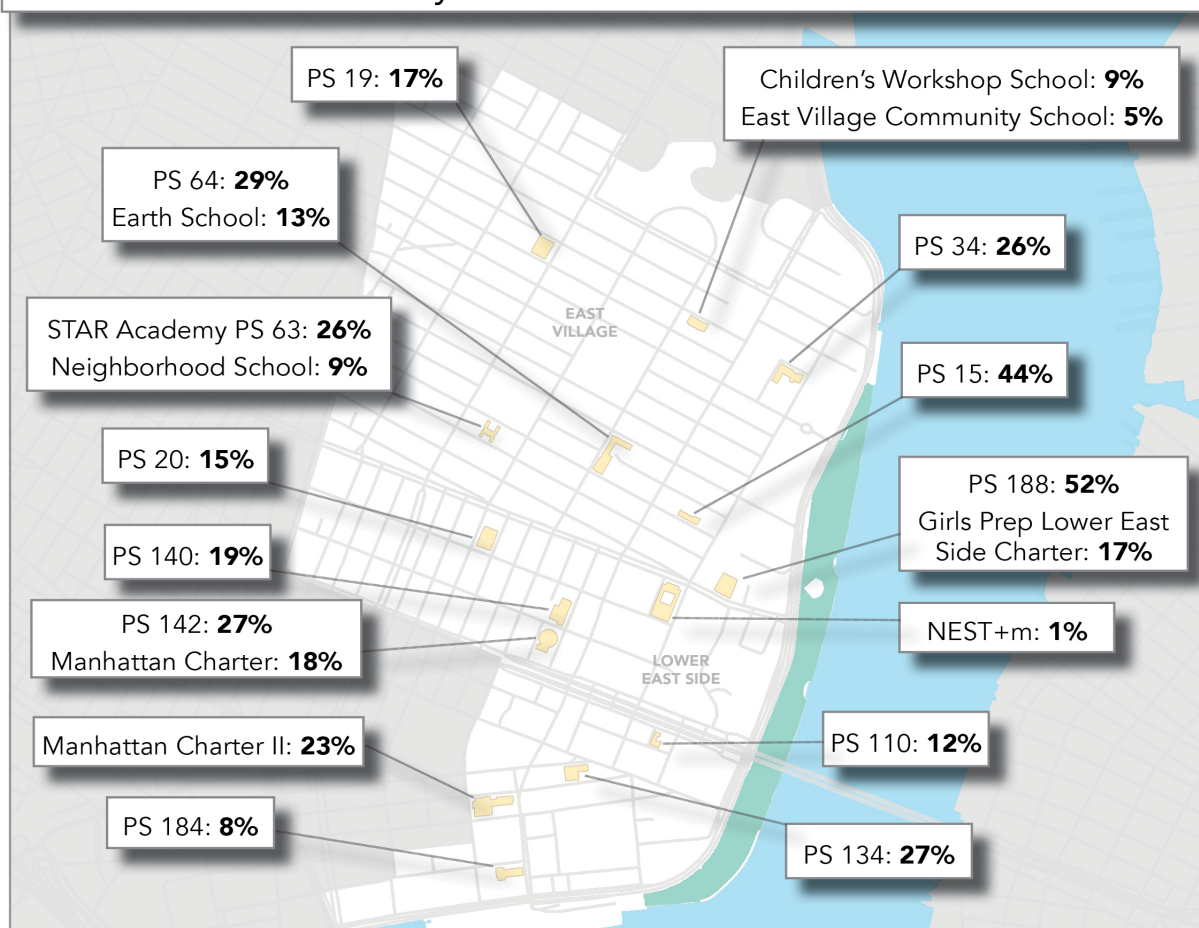 PS 19: 17%
Children’s Workshop School: 9%
East Village Community School: 5%
PS 64: 29%
Earth School: 13%
PS 34: 26%
EAST
VILLAGE
STAR Academy PS 63: 26%
Neighborhood School: 9%
PS 15: 44%
PS 20: 15%
PS 188: 52%
Girls Prep Lower East
Side Charter: 17%
PS 140: 19%
PS 142: 27%
Manhattan Charter: 18%
NEST+m: 1%
LOWER
EAST SIDE
Manhattan Charter II: 23%
PS 110: 12%
PS 184: 8%
PS 134: 27%